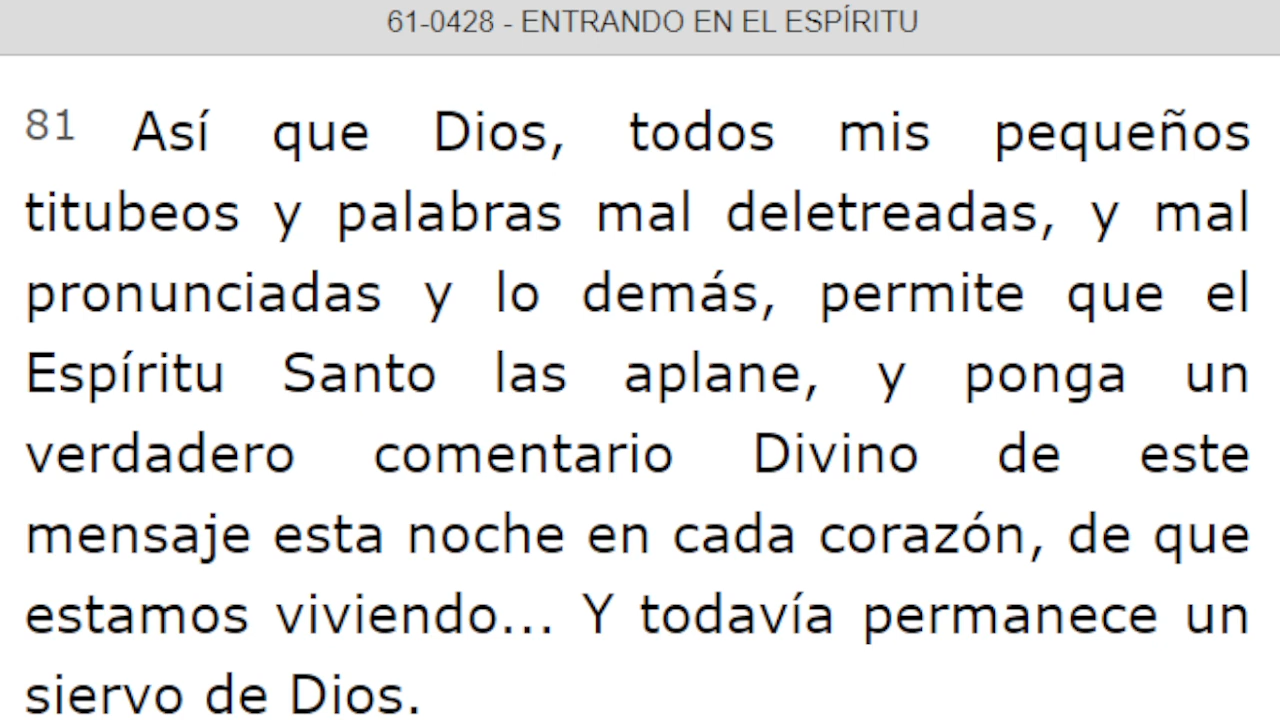 61-0428 - ENTRANDO EN EL ESPÍRITU
81 Así que Dios, todos mis pequeños
titubeos y palabras mal deletreadas, y mal
pronunciadas y lo demás, permite que el
Espíritu Santo las aplane, y ponga un
verdadero comentario Divino de este
mensaje esta noche en cada corazón, de que
estamos viviendo... Y todavía permanece un
siervo de Dios.